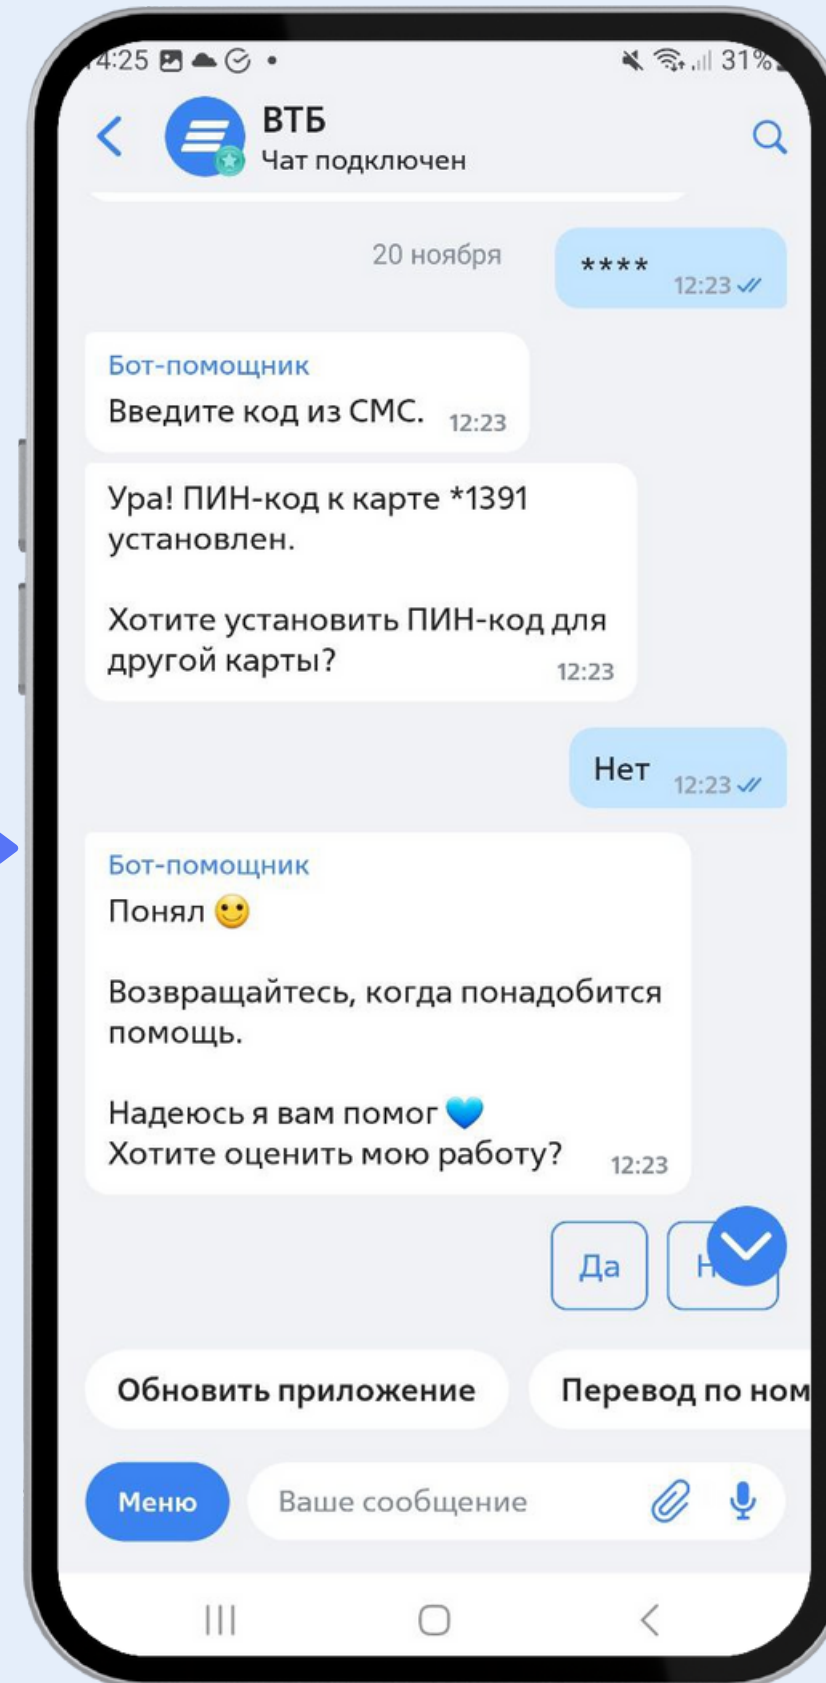 4:25
31%
ВТБ
Чат подключен
20 ноября
****
12:23
Бот-помощник
Введите код из СМС.
12:23
Ура! ПИН-код к карте *1391
установлен.
Хотите установить ПИН-код для
другой карты?
12:23
Нет
12:23
Бот-помощник
Понял
Возвращайтесь, когда понадобится
помощь.
Надеюсь я вам помог
Хотите оценить мою работу?
12:23
Да
Обновить приложение
Перевод по ном
Меню
Ваше сообщение